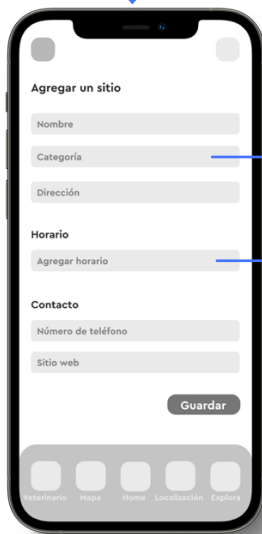 Agregar un sitio
Nombre
Categoría
Dirección
Horario
Agregar horario
Contacto
Número de teléfono
Sitio web
Guardar
Veterinario Mapa Home Localización Explora